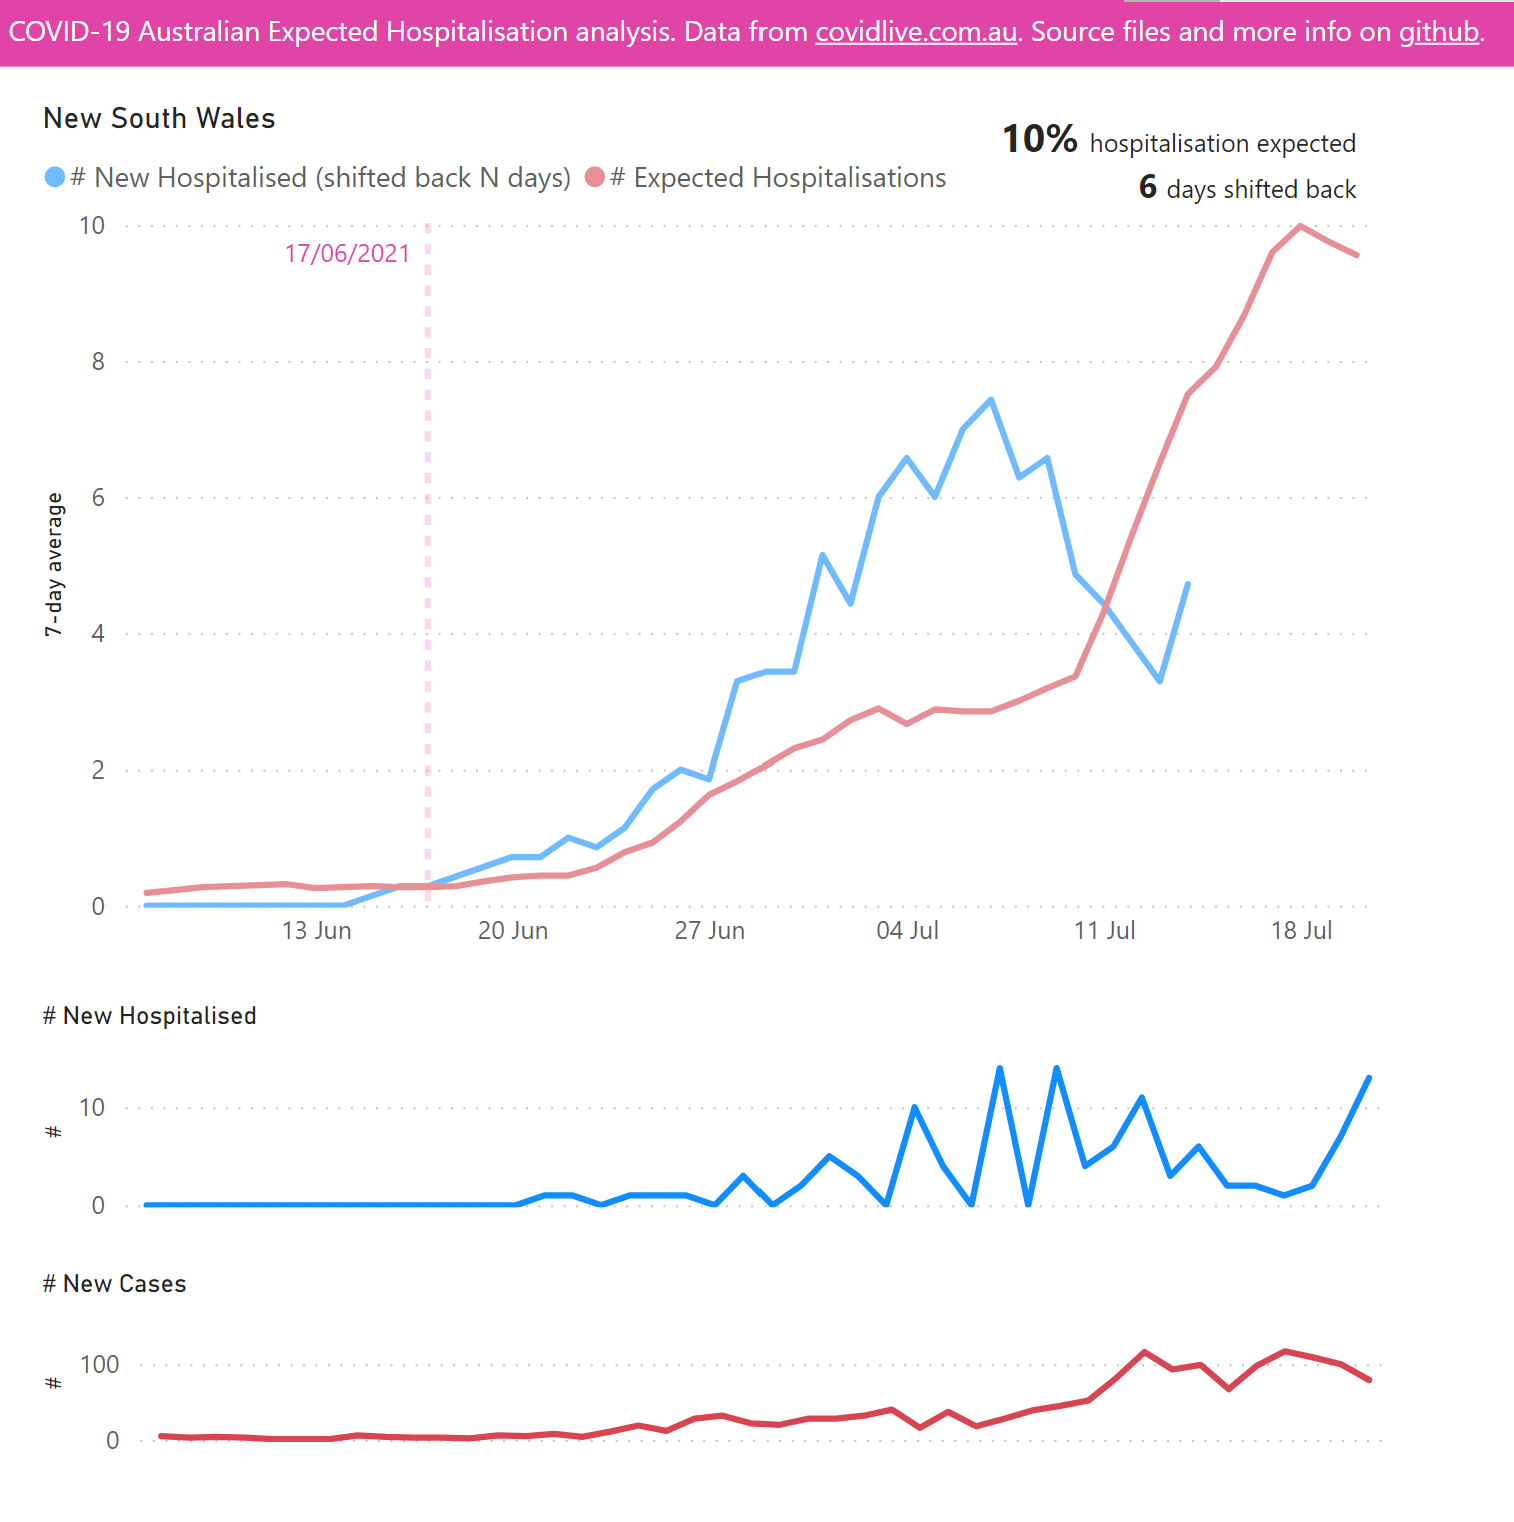 COVID-19 Australian Expected Hospitalisation analysis. Data from covidlive.com.au. Source files and more info on github.
New South Wales
10% hospitalisation expected
# New Hospitalised (shifted back N days) # Expected Hospitalisations
6 days shifted back
10
17/06/2021
8
6
7-day average
4
2
0
13 Jun 20 Jun 27 Jun 04 Jul 11 Jul 18 Jul
# New Hospitalised
10
#
0
# New Cases
100
#
0